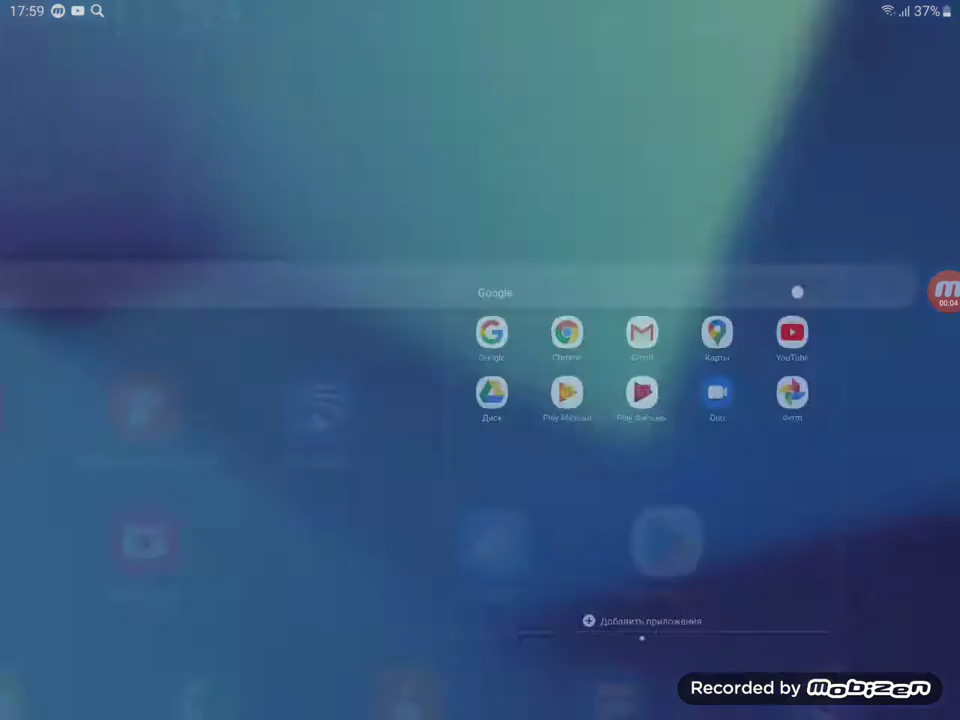 17:59
37%
Google
00:04
Google
Chrome
Gmail
Карты
YouTube
Диск
Play Музыка
Play Фильмы
Duo
Фото
Добавить приложения
Recorded by Mobizen